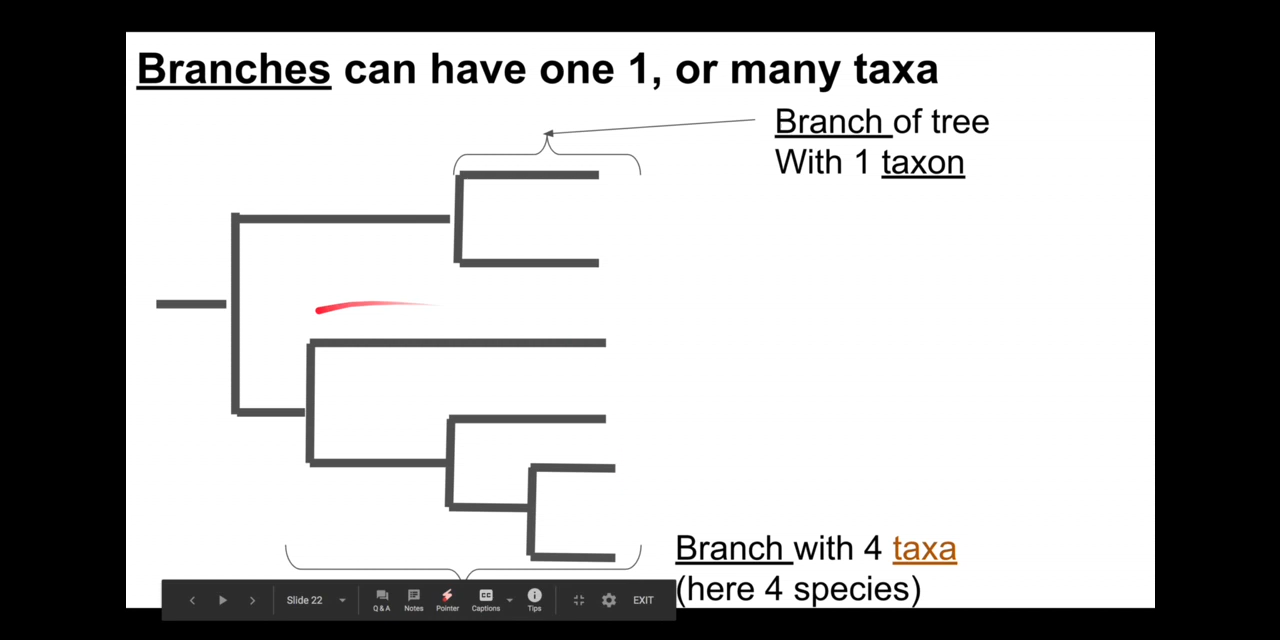 Branches can have one 1, or many taxa
Branch of tree
With 1 taxon
Branch with 4 taxa
(here 4 species)
Slide 22
Q & A
Notes
Pointer
CC
Captions
Tips
EXIT